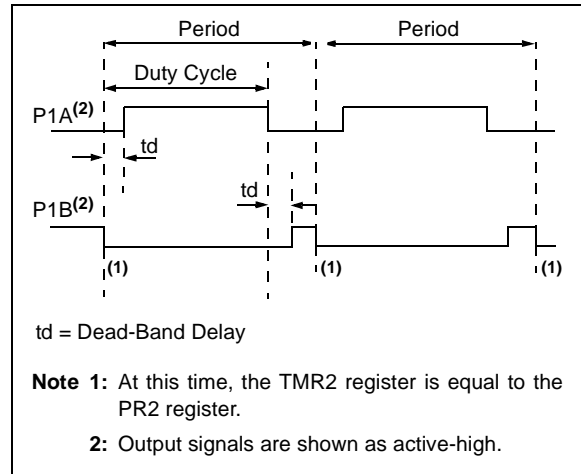 Period Period
Duty Cycle
P1A(2)
td
td
P1B(2)
(1) (1) (1)
td = Dead-Band Delay
Note 1: At this time, the TMR2 register is equal to the
PR2 register.
2: Output signals are shown as active-high.